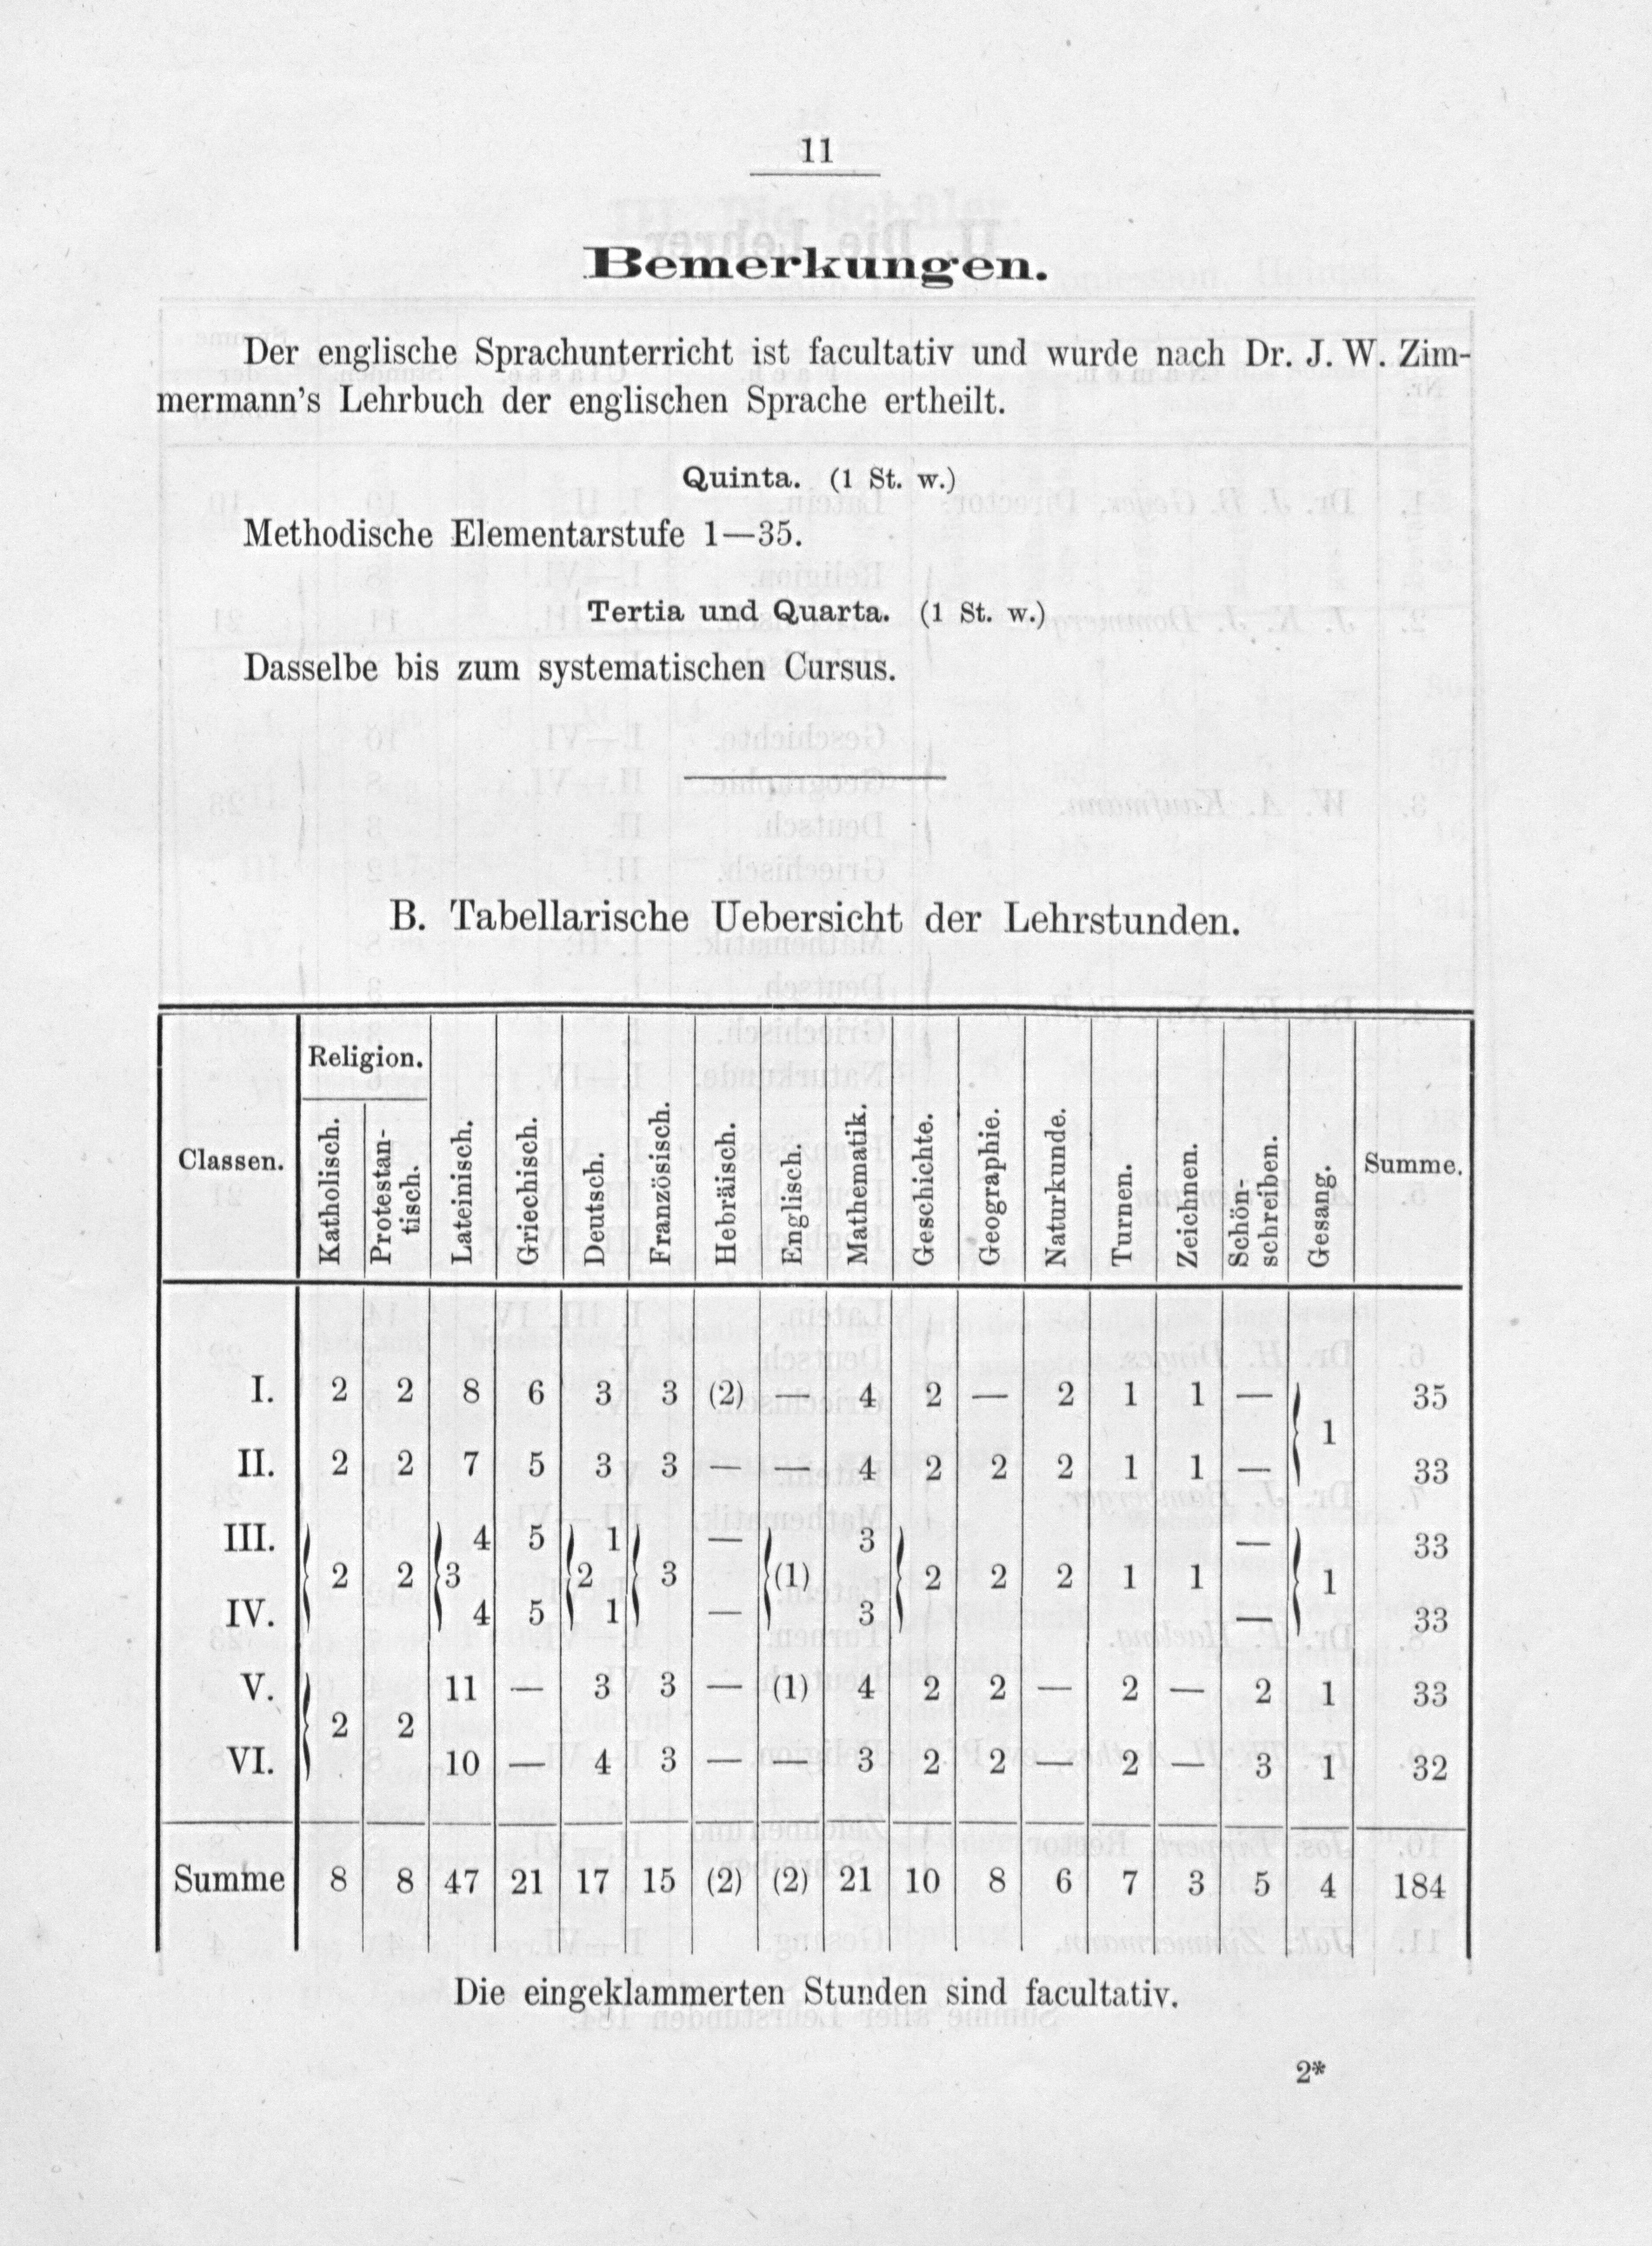 11
Bemerkungen.
Der englische Sprachunterricht ist facultativ und wurde nach Dr. J. W. Zim-
mermann's Lehrbuch der englischen Sprache ertheilt.
Quinta. (1 St. w.)
Methodische Elementarstufe 1—35.
Tertia und Quarta. (1 St. w.)
Dasselbe bis zum systematischen Cursus.
B. Tabellarische Uebersicht der Lehrstunden.
Classen. Religion. Katholisch. Protestan-tisch. Lateinisch. Griechisch. Deutsch. Französisch. Hebräisch. Englisch. Mathematik. Geschichte. Geographie. Naturkunde. Turnen. Zeichnen. Schön-schreiben. Gesang. Summe.
I. 2 2 8 6 3 3 (2) — 4 2 — 2 1 1 — 35
1
II. 2 2 7 5 3 3 — — 4 2 2 2 1 1 — 33
III. 4 5 1 — 3 — 33
2 2 3 2 3 (1) 2 2 2 1 1 1
IV. 4 5 1 — 3 — 33
V. 11 — 3 3 — (1) 4 2 2 — 2 — 2 1 33
2 2
VI. 10 — 4 3 — — 3 2 2 — 2 — 3 1 32
Summe 8 8 47 21 17 15 (2) (2) 21 10 8 6 7 3 5 4 184
Die eingeklammerten Stunden sind facultativ.
2*